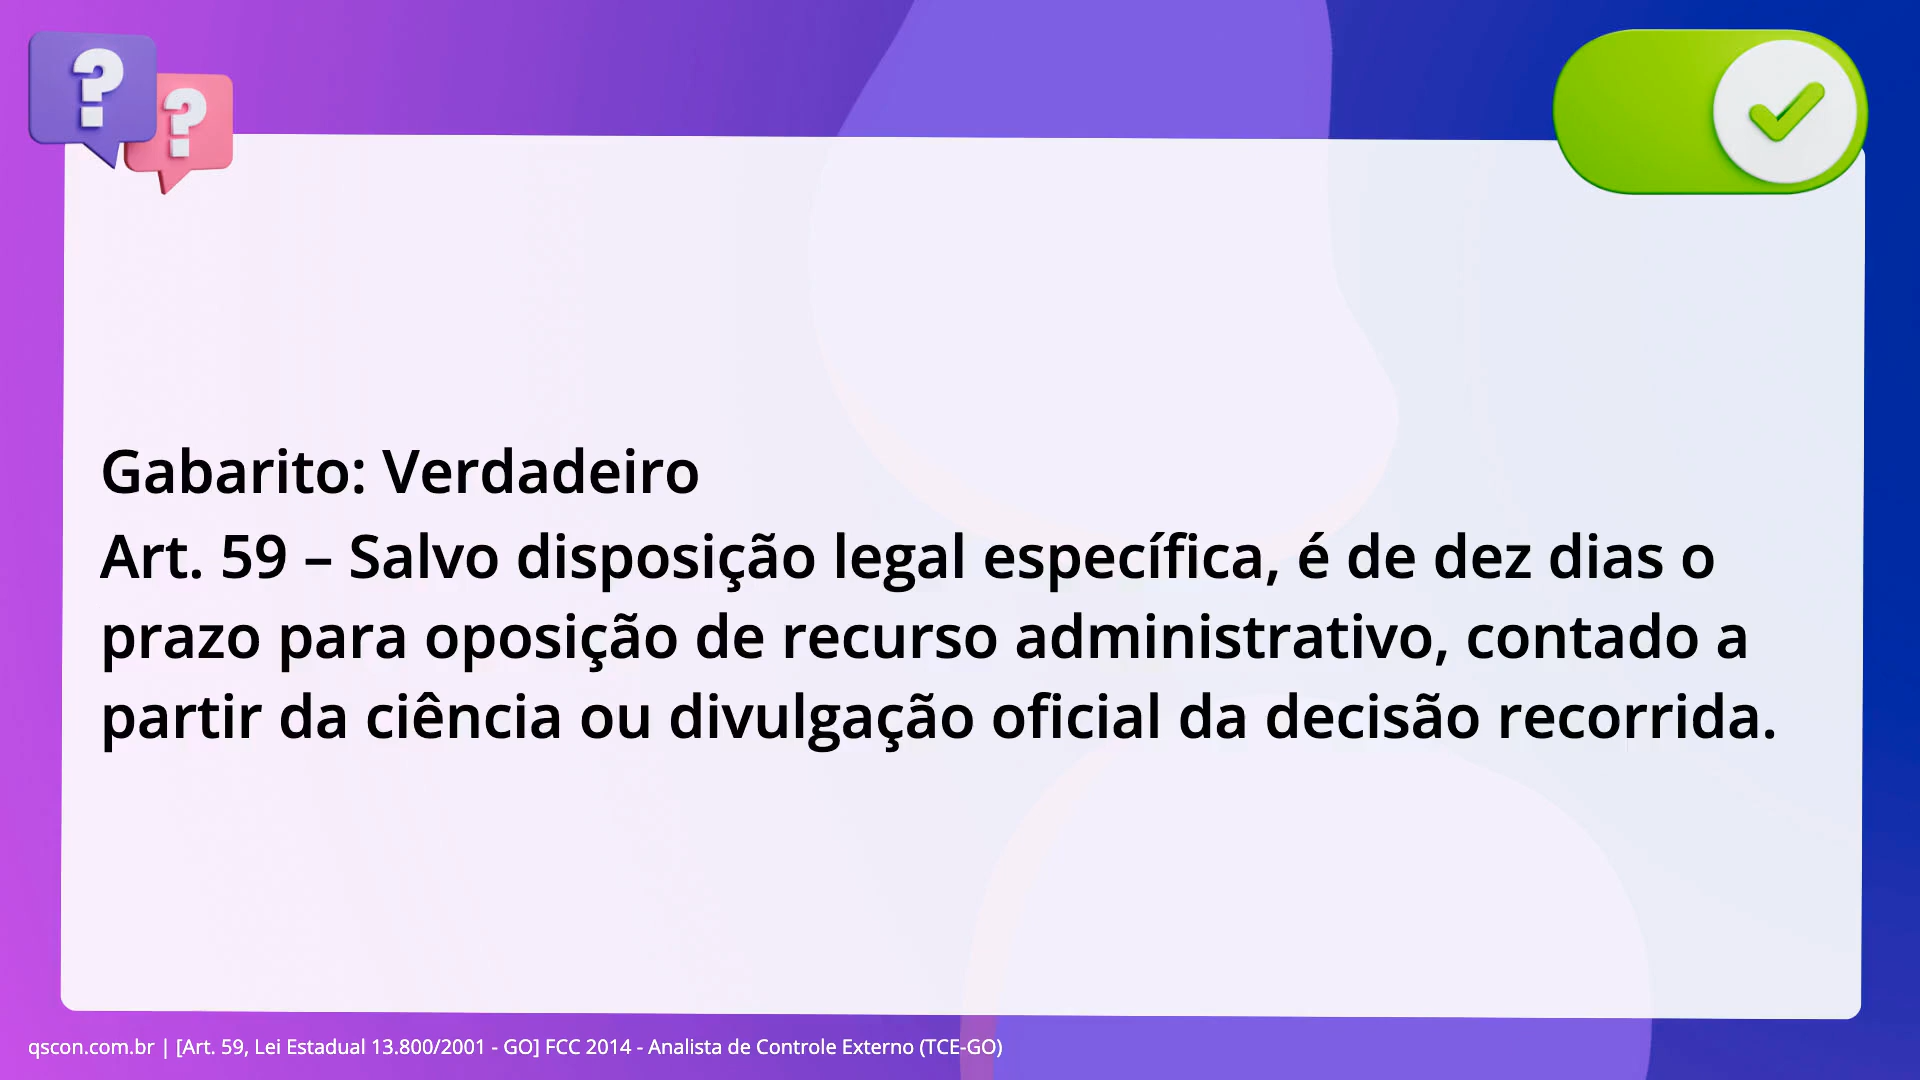 Gabarito: Verdadeiro
Art. 59 – Salvo disposição legal específica, é de dez dias o
prazo para oposição de recurso administrativo, contado a
partir da ciência ou divulgação oficial da decisão recorrida.
qscon.com.br | [Art. 59, Lei Estadual 13.800/2001 - GO] FCC 2014 - Analista de Controle Externo (TCE-GO)